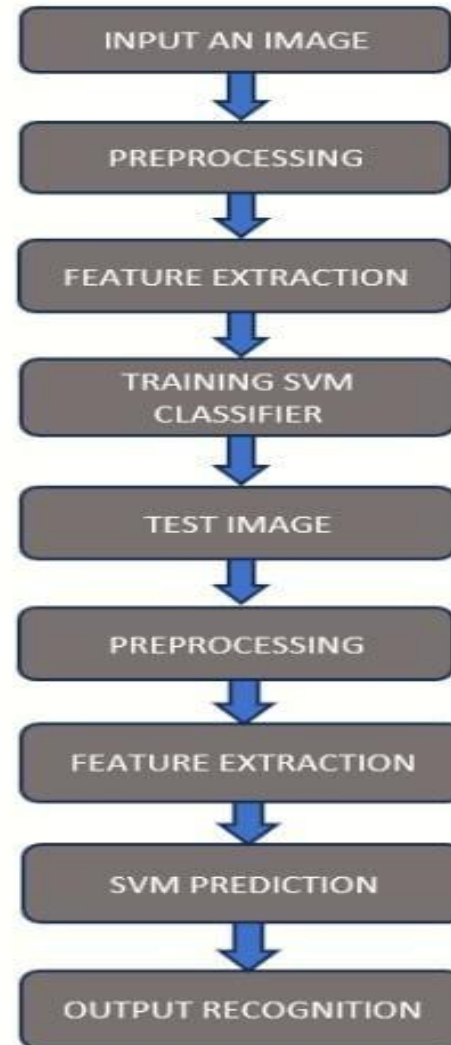 INPUT AN IMAGE
PREPROCESSING
FEATURE EXTRACTION
TRAINING SVM
CLASSIFIER
TEST IMAGE
PREPROCESSING
FEATURE EXTRACTION
SVM PREDICTION
OUTPUT RECOGNITION